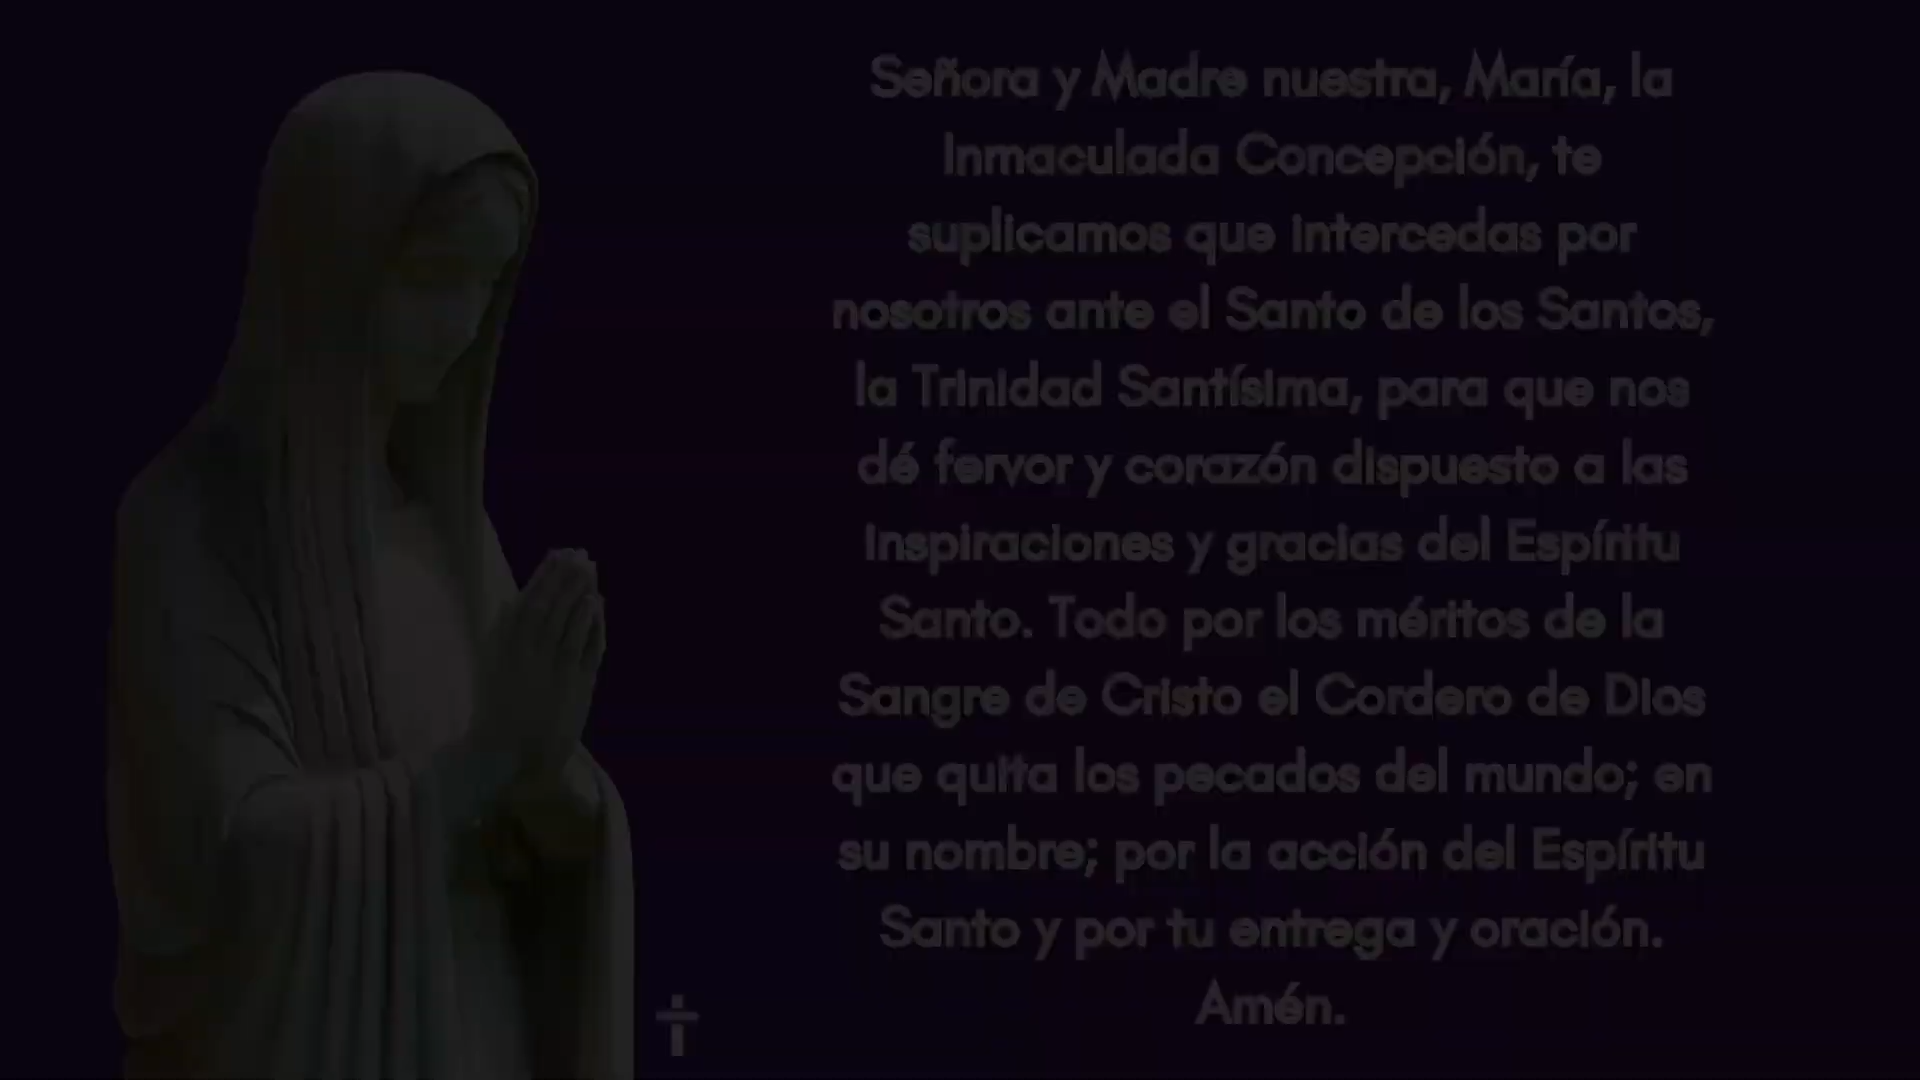 Señora y Madre nuestra, María, la
Inmaculada Concepción, te
suplicamos que intercedas por
nosotros ante el Santo de los Santos,
la Trinidad Santísima, para que nos
dé fervor y corazón dispuesto a las
inspiraciones y gracias del Espíritu
Santo. Todo por los méritos de la
Sangre de Cristo el Cordero de Dios
que quita los pecados del mundo; en
su nombre; por la acción del Espíritu
Santo y por tu entrega y oración.
Amén.